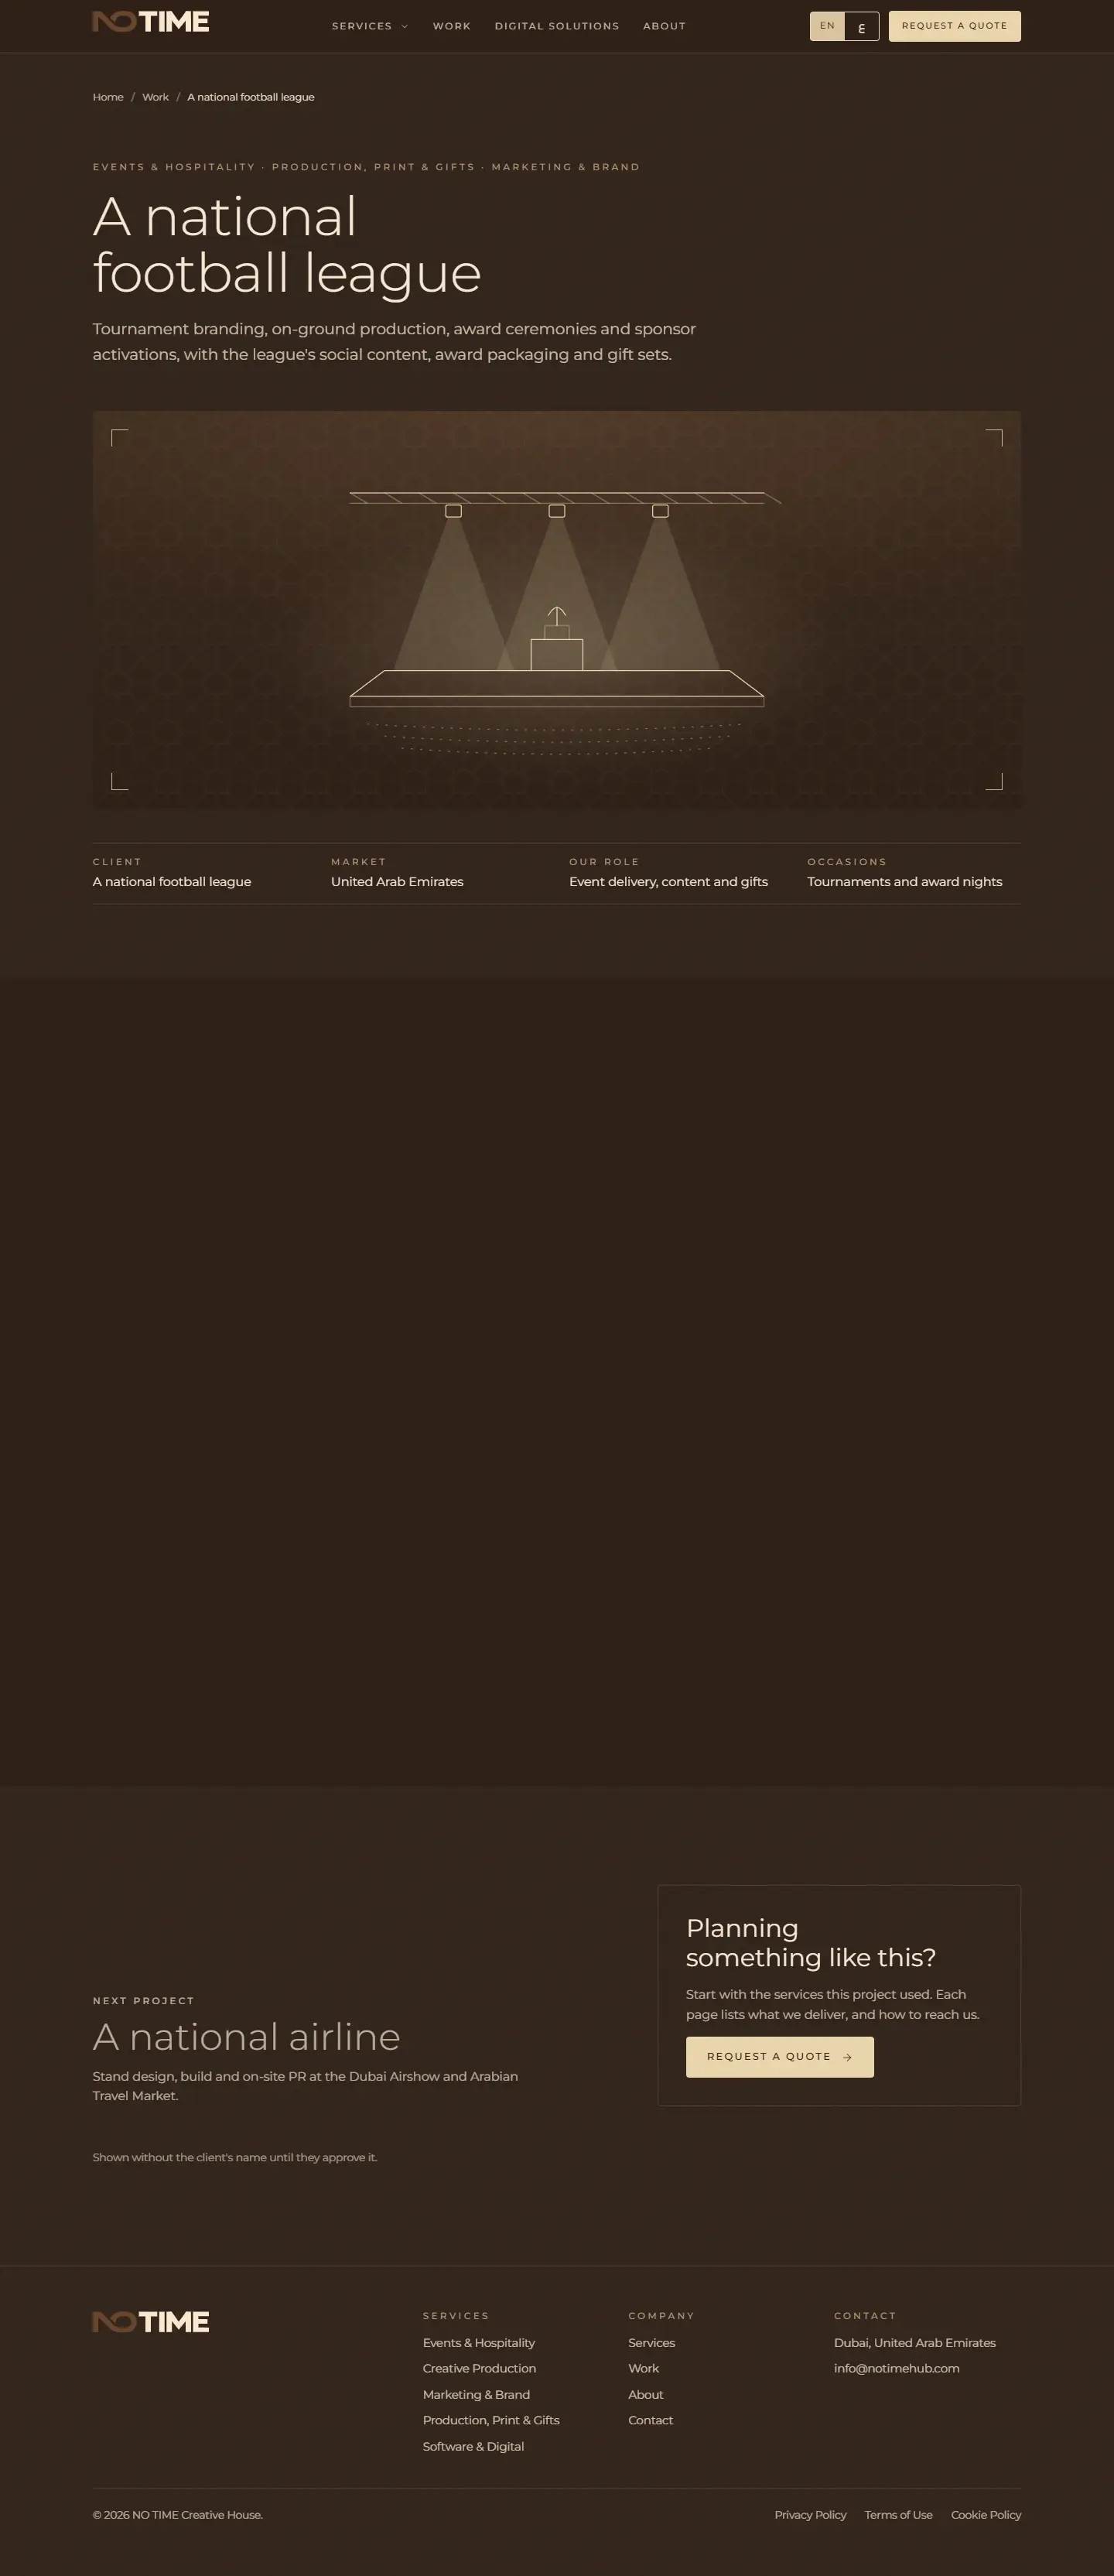 NOTIME
SERVICES
WORK
DIGITAL SOLUTIONS
ABOUT
EN
ع
REQUEST A QUOTE
Home / Work / A national football league
EVENTS & HOSPITALITY · PRODUCTION, PRINT & GIFTS · MARKETING & BRAND
A national
football league
Tournament branding, on-ground production, award ceremonies and sponsor
activations, with the league's social content, award packaging and gift sets.
CLIENT
A national football league
MARKET
United Arab Emirates
OUR ROLE
Event delivery, content and gifts
OCCASIONS
Tournaments and award nights
NEXT PROJECT
A national airline
Stand design, build and on-site PR at the Dubai Airshow and Arabian
Travel Market.
Shown without the client's name until they approve it.
Planning
something like this?
Start with the services this project used. Each
page lists what we deliver, and how to reach us.
REQUEST A QUOTE
NOTIME
SERVICES
Events & Hospitality
Creative Production
Marketing & Brand
Production, Print & Gifts
Software & Digital
COMPANY
Services
Work
About
Contact
CONTACT
Dubai, United Arab Emirates
info@notimehub.com
© 2026 NO TIME Creative House.
Privacy Policy
Terms of Use
Cookie Policy